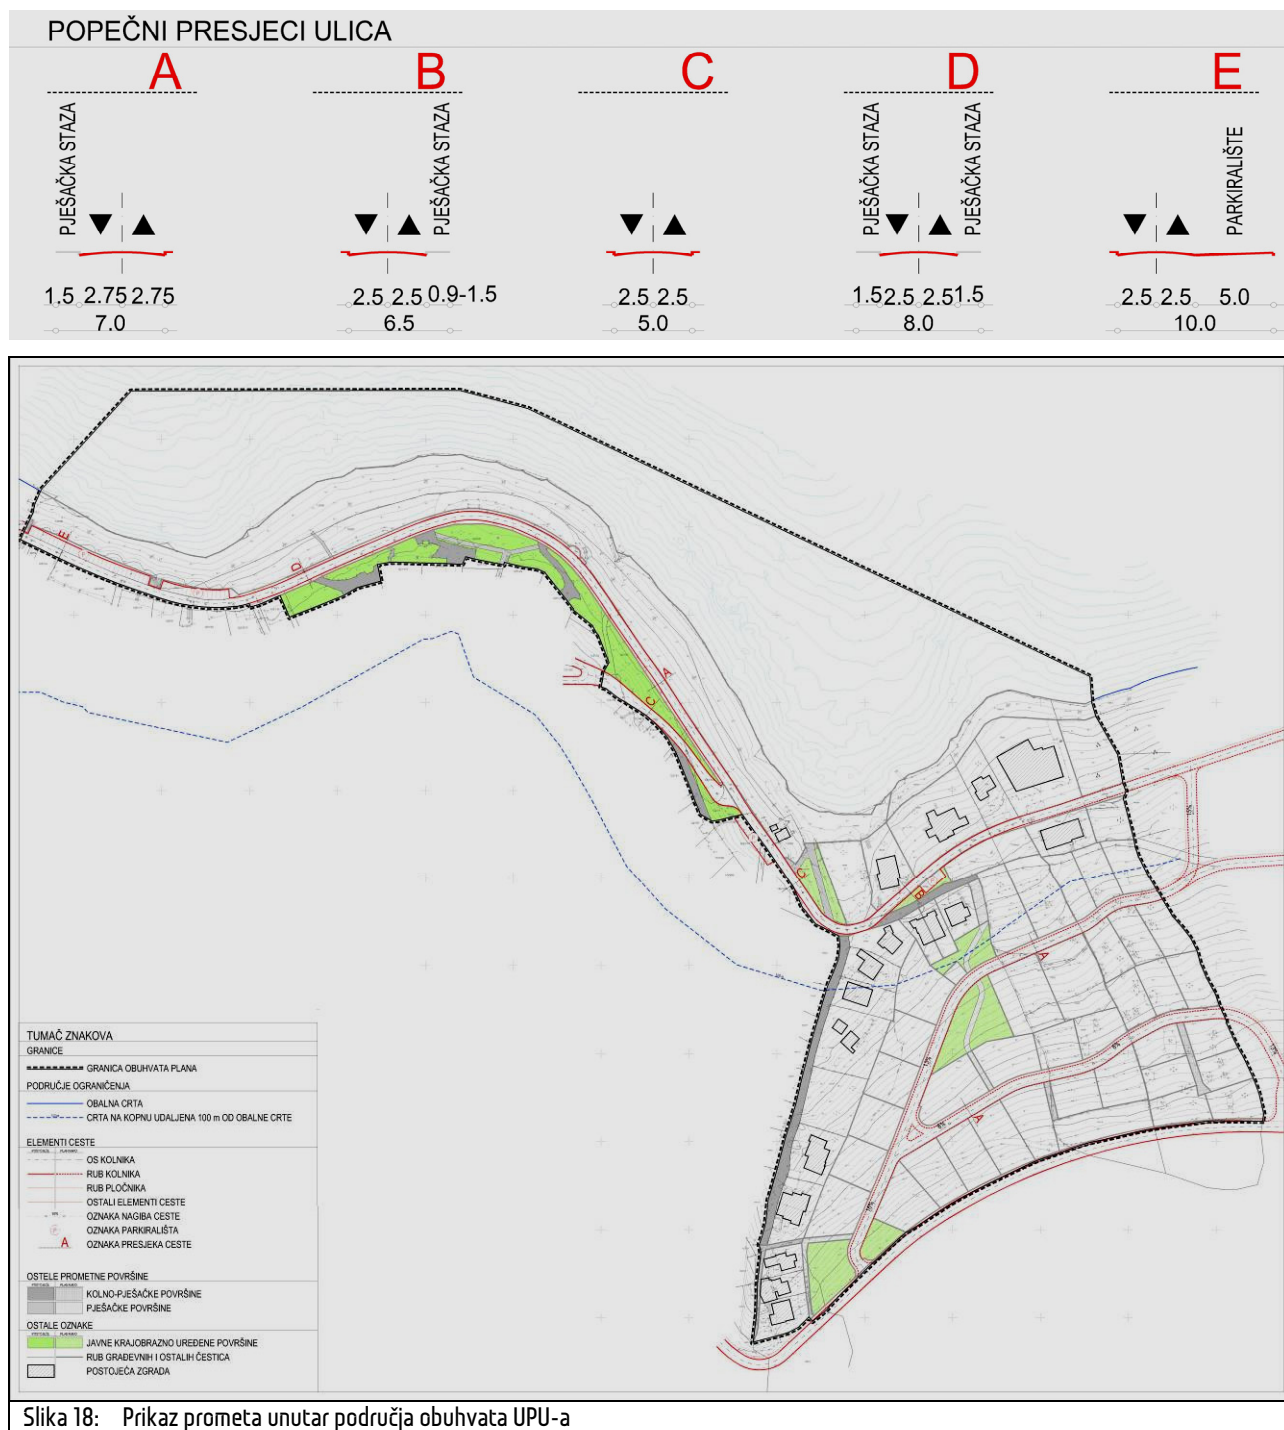 POPEČNI PRESJECI ULICA
A B C D E
PJEŠAČKA STAZA PJEŠAČKA STAZA PJEŠAČKA STAZA PJEŠAČKA STAZA PARKIRALIŠTE
1.5 2.75 2.75 2.5 2.5 0.9-1.5 2.5 2.5 1.5 2.5 2.5 1.5 2.5 2.5 5.0
7.0 6.5 5.0 8.0 10.0
E
D
A
C
C
B
A
A
TUMAČ ZNAKOVA
GRANICE
GRANICA OBUHVATA PLANA
PODRUČJE OGRANIČENJA
OBALNA CRTA
CRTA NA KOPNU UDALJENA 100 m OD OBALNE CRTE
ELEMENTI CESTE
OS KOLNIKA
RUB KOLNIKA
RUB PLOČNIKA
OSTALI ELEMENTI CESTE
OZNAKA NAGIBA CESTE
OZNAKA PARKIRALIŠTA
A OZNAKA PRESJEKA CESTE
OSTELE PROMETNE POVRŠINE
KOLNO-PJEŠAČKE POVRŠINE
PJEŠAČKE POVRŠINE
OSTALE OZNAKE
JAVNE KRAJOBRAZNO UREĐENE POVRŠINE
RUB GRAĐEVNIH I OSTALIH ČESTICA
POSTOJEĆA ZGRADA
Slika 18: Prikaz prometa unutar područja obuhvata UPU-a